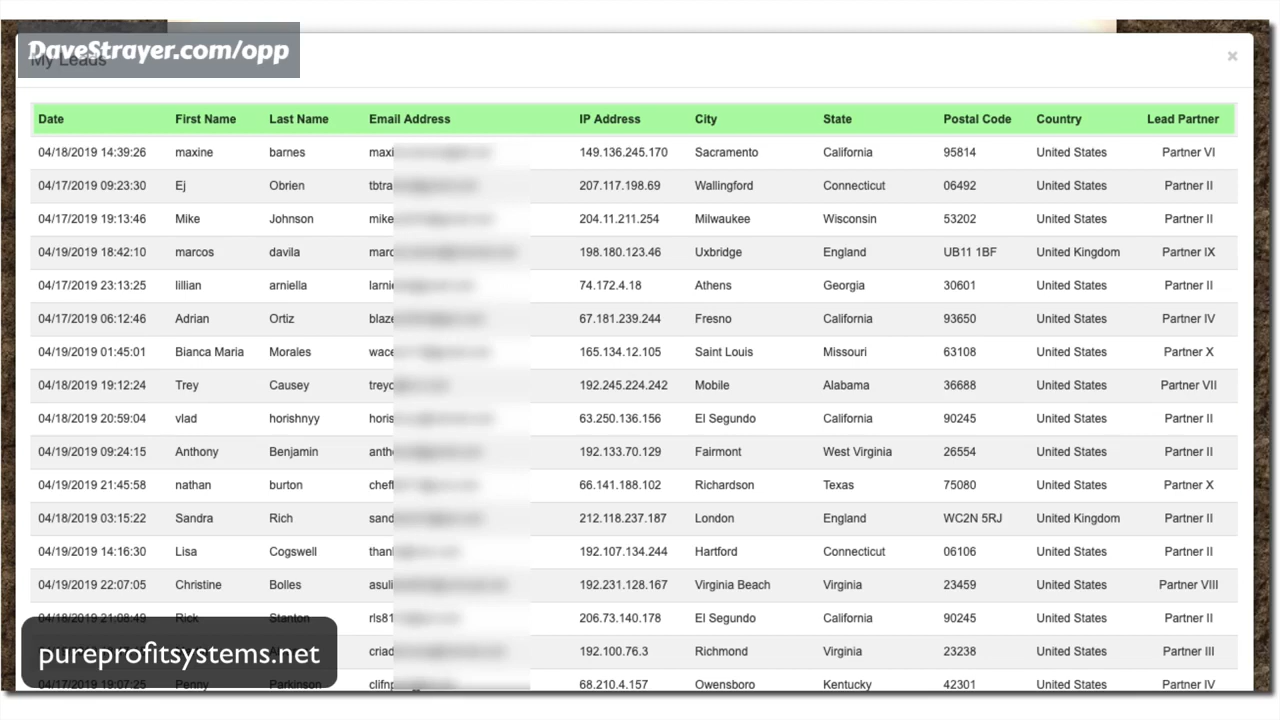 DaveStrayer.com/opp
My Leads
×
Date First Name Last Name Email Address IP Address City State Postal Code Country Lead Partner
04/18/2019 14:39:26 maxine barnes maxi 149.136.245.170 Sacramento California 95814 United States Partner VI
04/17/2019 09:23:30 Ej Obrien tbtra 207.117.198.69 Wallingford Connecticut 06492 United States Partner II
04/17/2019 19:13:46 Mike Johnson mike 204.11.211.254 Milwaukee Wisconsin 53202 United States Partner II
04/19/2019 18:42:10 marcos davila marc 198.180.123.46 Uxbridge England UB11 1BF United Kingdom Partner IX
04/17/2019 23:13:25 lillian arniella larnie 74.172.4.18 Athens Georgia 30601 United States Partner II
04/17/2019 06:12:46 Adrian Ortiz blaze 67.181.239.244 Fresno California 93650 United States Partner IV
04/19/2019 01:45:01 Bianca Maria Morales wace 165.134.12.105 Saint Louis Missouri 63108 United States Partner X
04/18/2019 19:12:24 Trey Causey treyc 192.245.224.242 Mobile Alabama 36688 United States Partner VII
04/18/2019 20:59:04 vlad horishnyy horis 63.250.136.156 El Segundo California 90245 United States Partner II
04/19/2019 09:24:15 Anthony Benjamin anth 192.133.70.129 Fairmont West Virginia 26554 United States Partner II
04/19/2019 21:45:58 nathan burton chef 66.141.188.102 Richardson Texas 75080 United States Partner X
04/18/2019 03:15:22 Sandra Rich sand 212.118.237.187 London England WC2N 5RJ United Kingdom Partner II
04/19/2019 14:16:30 Lisa Cogswell than 192.107.134.244 Hartford Connecticut 06106 United States Partner II
04/19/2019 22:07:05 Christine Bolles asuli 192.231.128.167 Virginia Beach Virginia 23459 United States Partner VIII
04/18/2019 21:08:49 Rick Stanton rls81 206.73.140.178 El Segundo California 90245 United States Partner II
criad 192.100.76.3 Richmond Virginia 23238 United States Partner III
04/17/2019 19:07:25 Penny Parkinson clifnp 68.210.4.157 Owensboro Kentucky 42301 United States Partner IV
pureprofitsystems.net